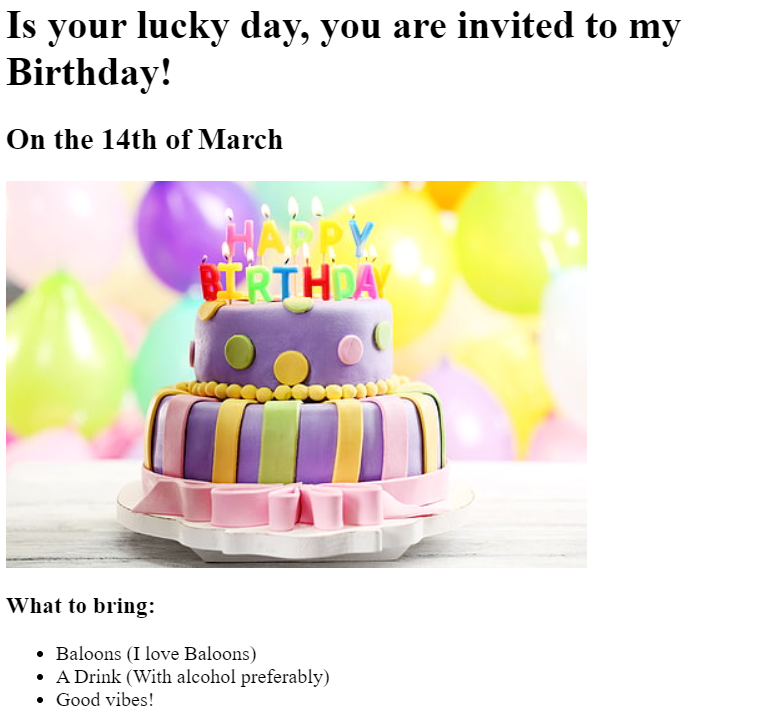 Is your lucky day, you are invited to my
Birthday!
On the 14th of March
HAPPY
BIRTHDAY
What to bring:
Baloons (I love Baloons)
A Drink (With alcohol preferably)
Good vibes!